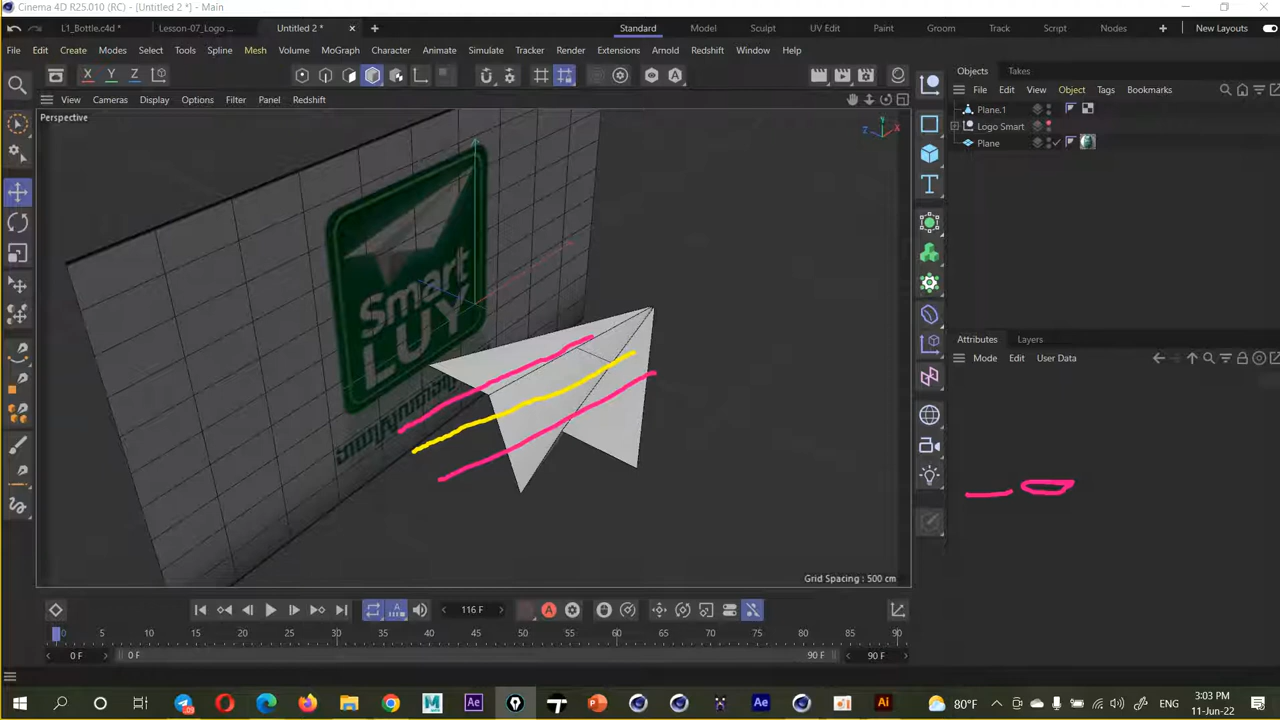 Cinema 4D R25.010 (RC) - [Untitled 2 *] - Main
L1_Bottle.c4d *
Lesson-07_Logo ...
Untitled 2 *
Standard
Model
UV Edit
Paint
Groom
Track
Script
Nodes
New Layouts
File Edit Create Modes Select Tools Spline Mesh Volume MoGraph Character Animate Simulate Tracker Render Extensions Arnold Redshift Window Help
X Y Z
Objects Takes
View Cameras Display Options Filter Panel Redshift
File Edit View Object Tags Bookmarks
Perspective
Y
X
Z
Plane.1
Logo Smart
Plane
Smart
LUY
Attributes Layers
Mode Edit User Data
Grid Spacing : 500 cm
116 F
0 5 10 15 20 25 30 35 40 45 50 55 60 65 70 75 80 85 90
0 F
0 F
90 F
90 F
80°F
ENG
3:03 PM
11-Jun-22